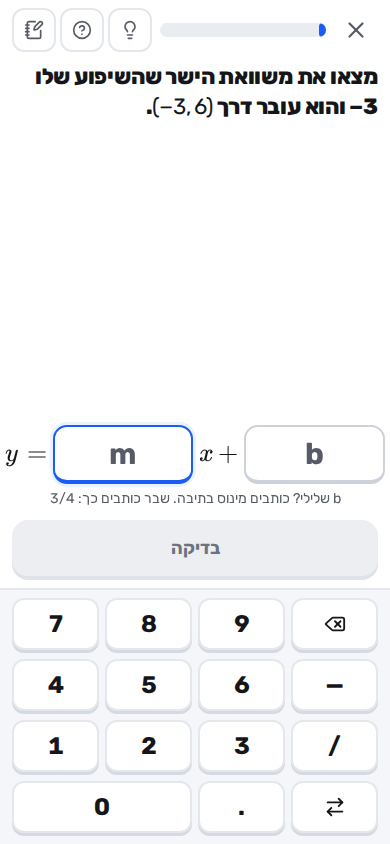 מצאו את משוואת הישר שהשיפוע שלו
−3 והוא עובר דרך (−3, 6).
y = m x + b
b שלילי? כותבים מינוס בתיבה. שבר כותבים כך: 3/4
בדיקה
7 8 9
4 5 6 −
1 2 3 /
0 .